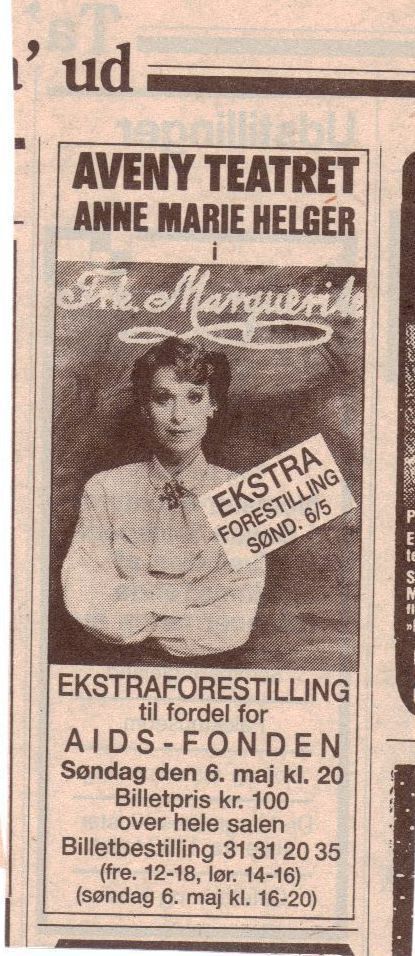 ' ud
AVENY TEATRET
ANNE MARIE HELGER
i
Frk. Marguerite
EKSTRA
FORESTILLING
SØND. 6/5
EKSTRAFORESTILLING
til fordel for
AIDS-FONDEN
Søndag den 6. maj kl. 20
Billetpris kr. 100
over hele salen
Billetbestilling 31 31 20 35
(fre. 12-18, lør. 14-16)
(søndag 6. maj kl. 16-20)